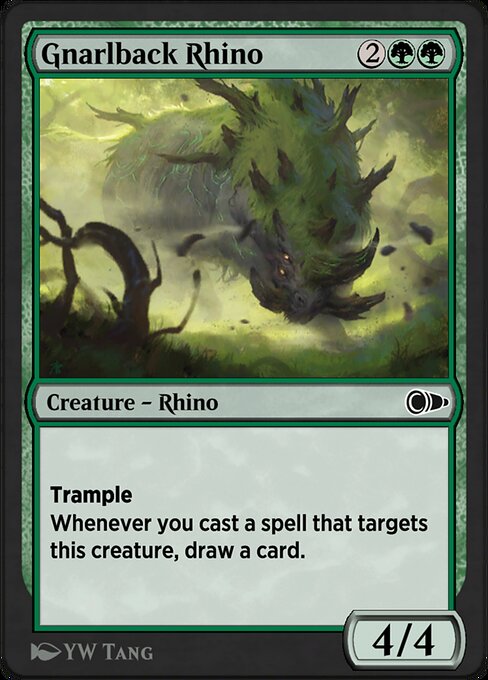 Gnarlback Rhino 2
Creature – Rhino
Trample
Whenever you cast a spell that targets
this creature, draw a card.
4/4
YW Tang